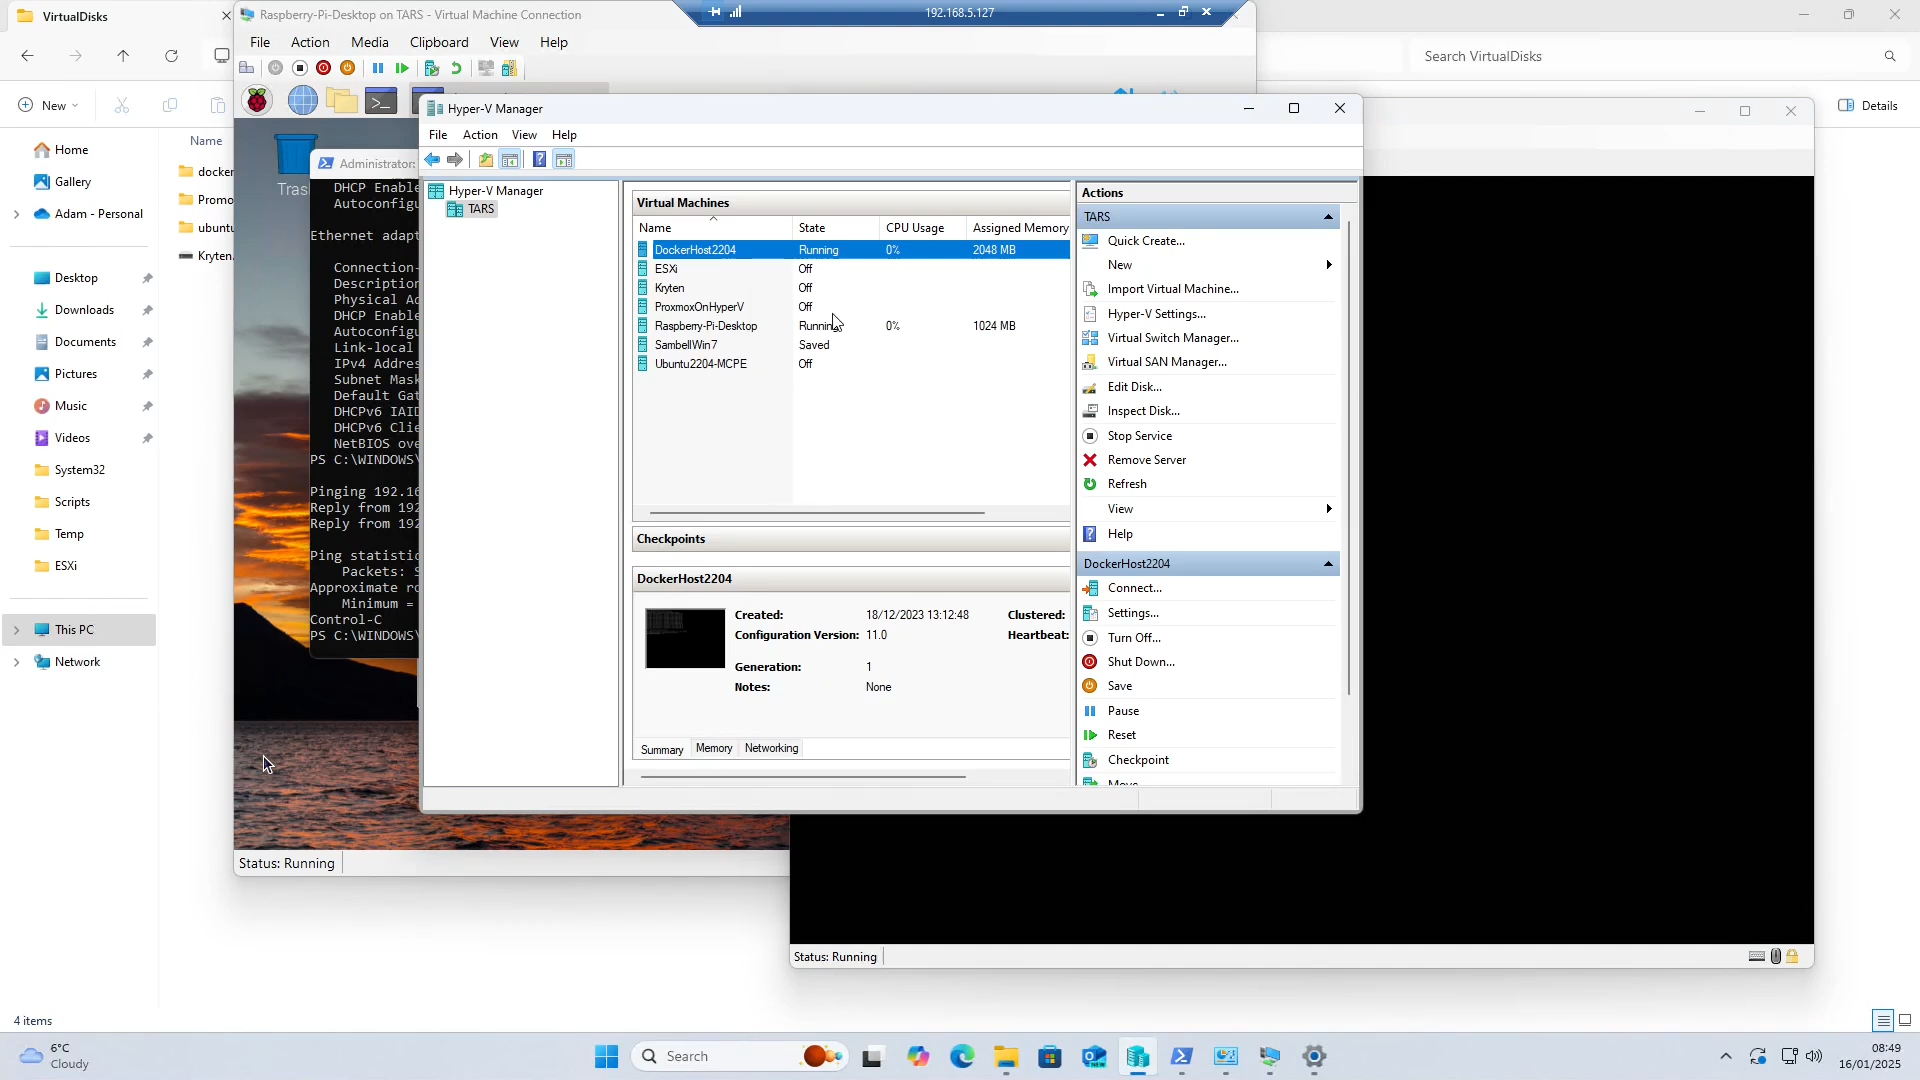 VirtualDisks
Raspberry-Pi-Desktop on TARS - Virtual Machine Connection
192.168.5.127
File Action Media Clipboard View Help
Search VirtualDisks
New
Details
Home
Gallery
Adam - Personal
Desktop
Downloads
Documents
Pictures
Music
Videos
System32
Scripts
Temp
ESXi
This PC
Network
Name
docker
Promo
ubuntu
Kryten.
4 items
Tras
Administrator:
DHCP Enable
Autoconfigu
Ethernet adapt
Connection-
Description
Physical Ad
DHCP Enable
Autoconfigu
Link-local
IPv4 Addres
Subnet Mask
Default Gat
DHCPv6 IAID
DHCPv6 Clie
NetBIOS ove
PS C:\WINDOWS\
Pinging 192.16
Reply from 192
Reply from 192
Ping statistic
Packets: S
Approximate ro
Minimum =
Control-C
PS C:\WINDOWS\
Status: Running
Hyper-V Manager
File Action View Help
Hyper-V Manager
TARS
Virtual Machines
Name State CPU Usage Assigned Memory
DockerHost2204 Running 0% 2048 MB
ESXi Off
Kryten Off
ProxmoxOnHyperV Off
Raspberry-Pi-Desktop Running 0% 1024 MB
SambellWin7 Saved
Ubuntu2204-MCPE Off
Checkpoints
DockerHost2204
Created: 18/12/2023 13:12:48 Clustered:
Configuration Version: 11.0 Heartbeat:
Generation: 1
Notes: None
Summary Memory Networking
Actions
TARS
Quick Create...
New
Import Virtual Machine...
Hyper-V Settings...
Virtual Switch Manager...
Virtual SAN Manager...
Edit Disk...
Inspect Disk...
Stop Service
Remove Server
Refresh
View
Help
DockerHost2204
Connect...
Settings...
Turn Off...
Shut Down...
Save
Pause
Reset
Checkpoint
Move
Status: Running
6°C
Cloudy
Search
08:49
16/01/2025